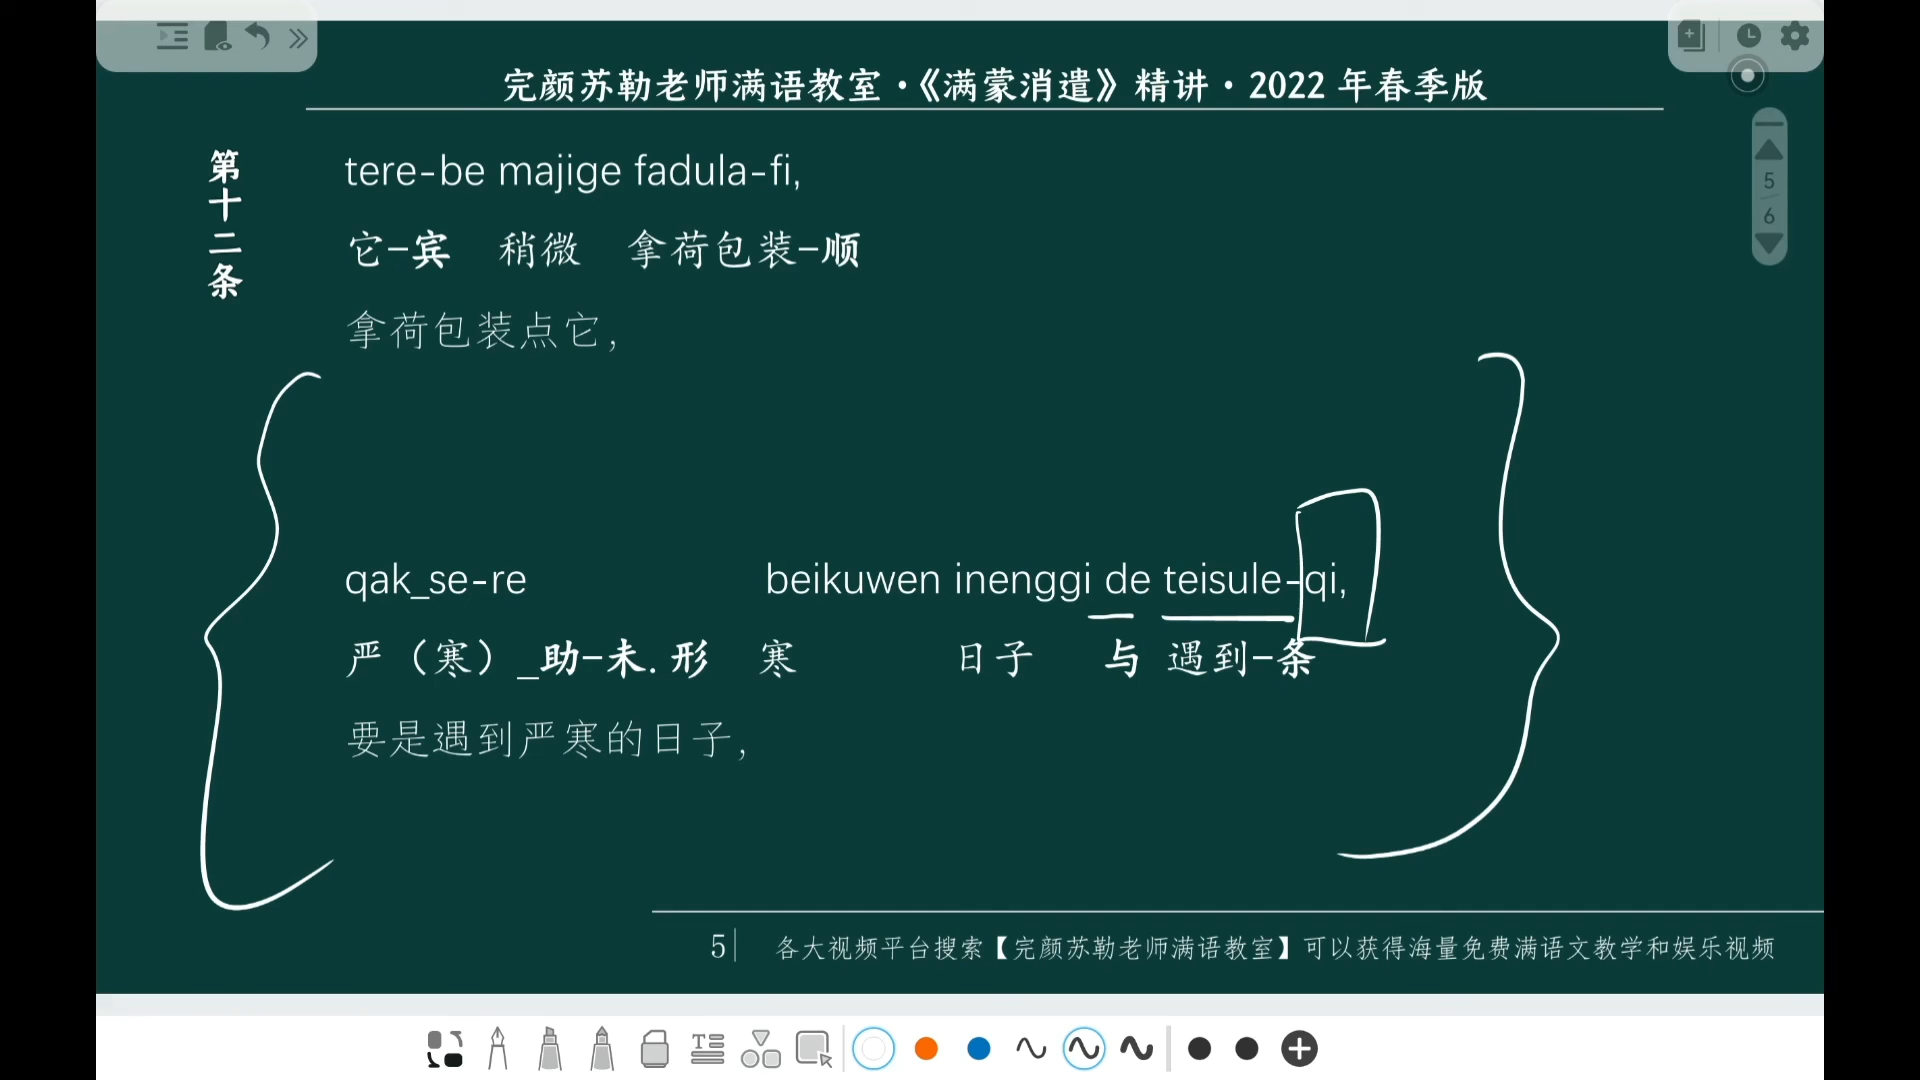 完颜苏勒老师满语教室·《满蒙消遣》精讲·2022 年春季版
第十二条
tere-be majige fadula-fi,
它-宾 稍微 拿荷包装-顺
拿荷包装点它，
qak_se-re beikuwen inenggi de teisule-qi,
严（寒）_助-未.形 寒 日子 与 遇到-条
要是遇到严寒的日子，
5
6
5 各大视频平台搜索【完颜苏勒老师满语教室】可以获得海量免费满语文教学和娱乐视频